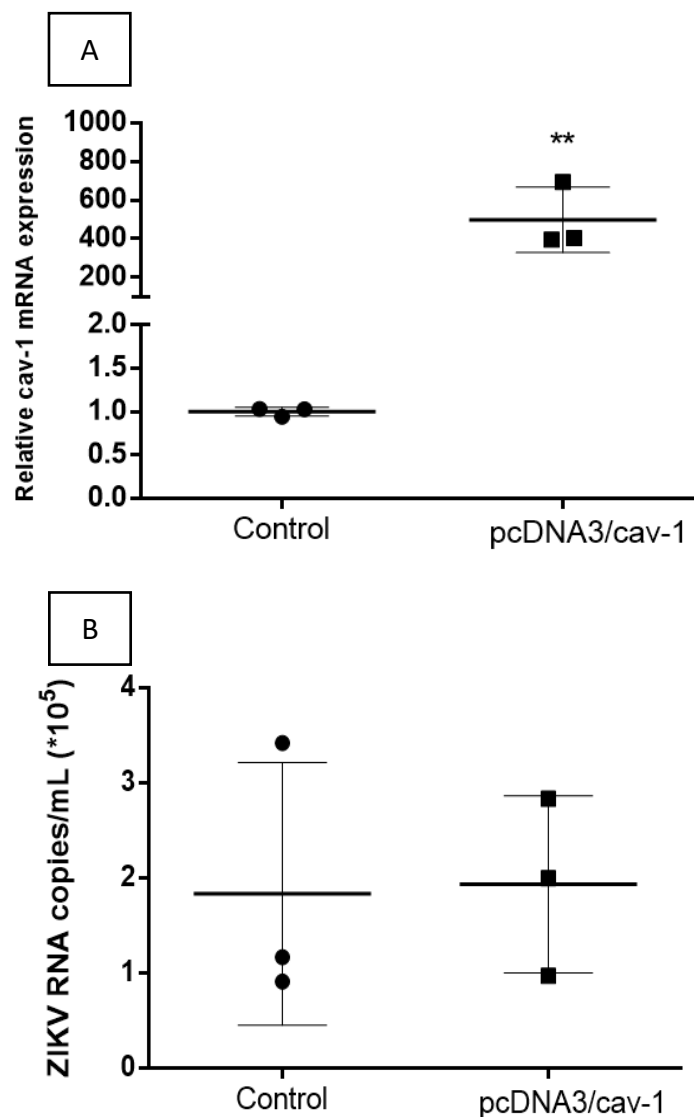 A
Relative cav-1 mRNA expression
1000
800
600
400
200
2.0
1.5
1.0
0.5
0.0
**
Control
pcDNA3/cav-1
B
ZIKV RNA copies/mL (*10⁵)
4
3
2
1
0
Control
pcDNA3/cav-1